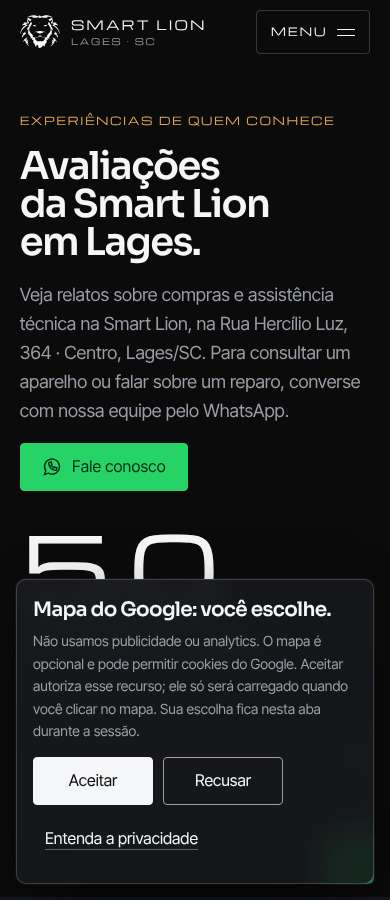 SMART LION
LAGES · SC
MENU
EXPERIÊNCIAS DE QUEM CONHECE
Avaliações
da Smart Lion
em Lages.
Veja relatos sobre compras e assistência
técnica na Smart Lion, na Rua Hercílio Luz,
364 · Centro, Lages/SC. Para consultar um
aparelho ou falar sobre um reparo, converse
com nossa equipe pelo WhatsApp.
Fale conosco
Mapa do Google: você escolhe.
Não usamos publicidade ou analytics. O mapa é
opcional e pode permitir cookies do Google. Aceitar
autoriza esse recurso; ele só será carregado quando
você clicar no mapa. Sua escolha fica nesta aba
durante a sessão.
Aceitar
Recusar
Entenda a privacidade